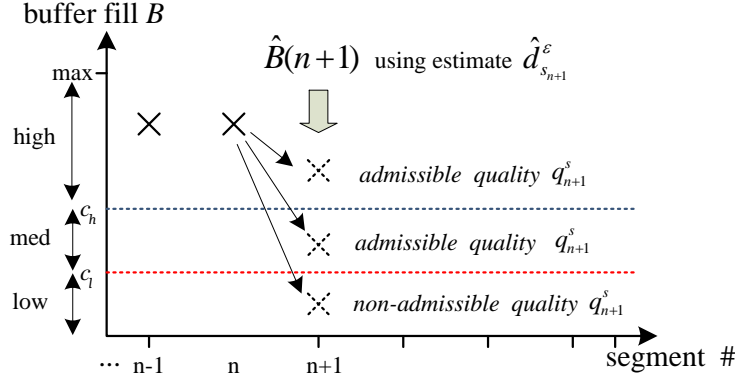 buffer fill B
max
B̂(n+1) using estimate d̂^ε_{s_{n+1}}
high
admissible quality q^s_{n+1}
c_h
med
admissible quality q^s_{n+1}
c_l
low
non-admissible quality q^s_{n+1}
... n-1 n n+1
segment #